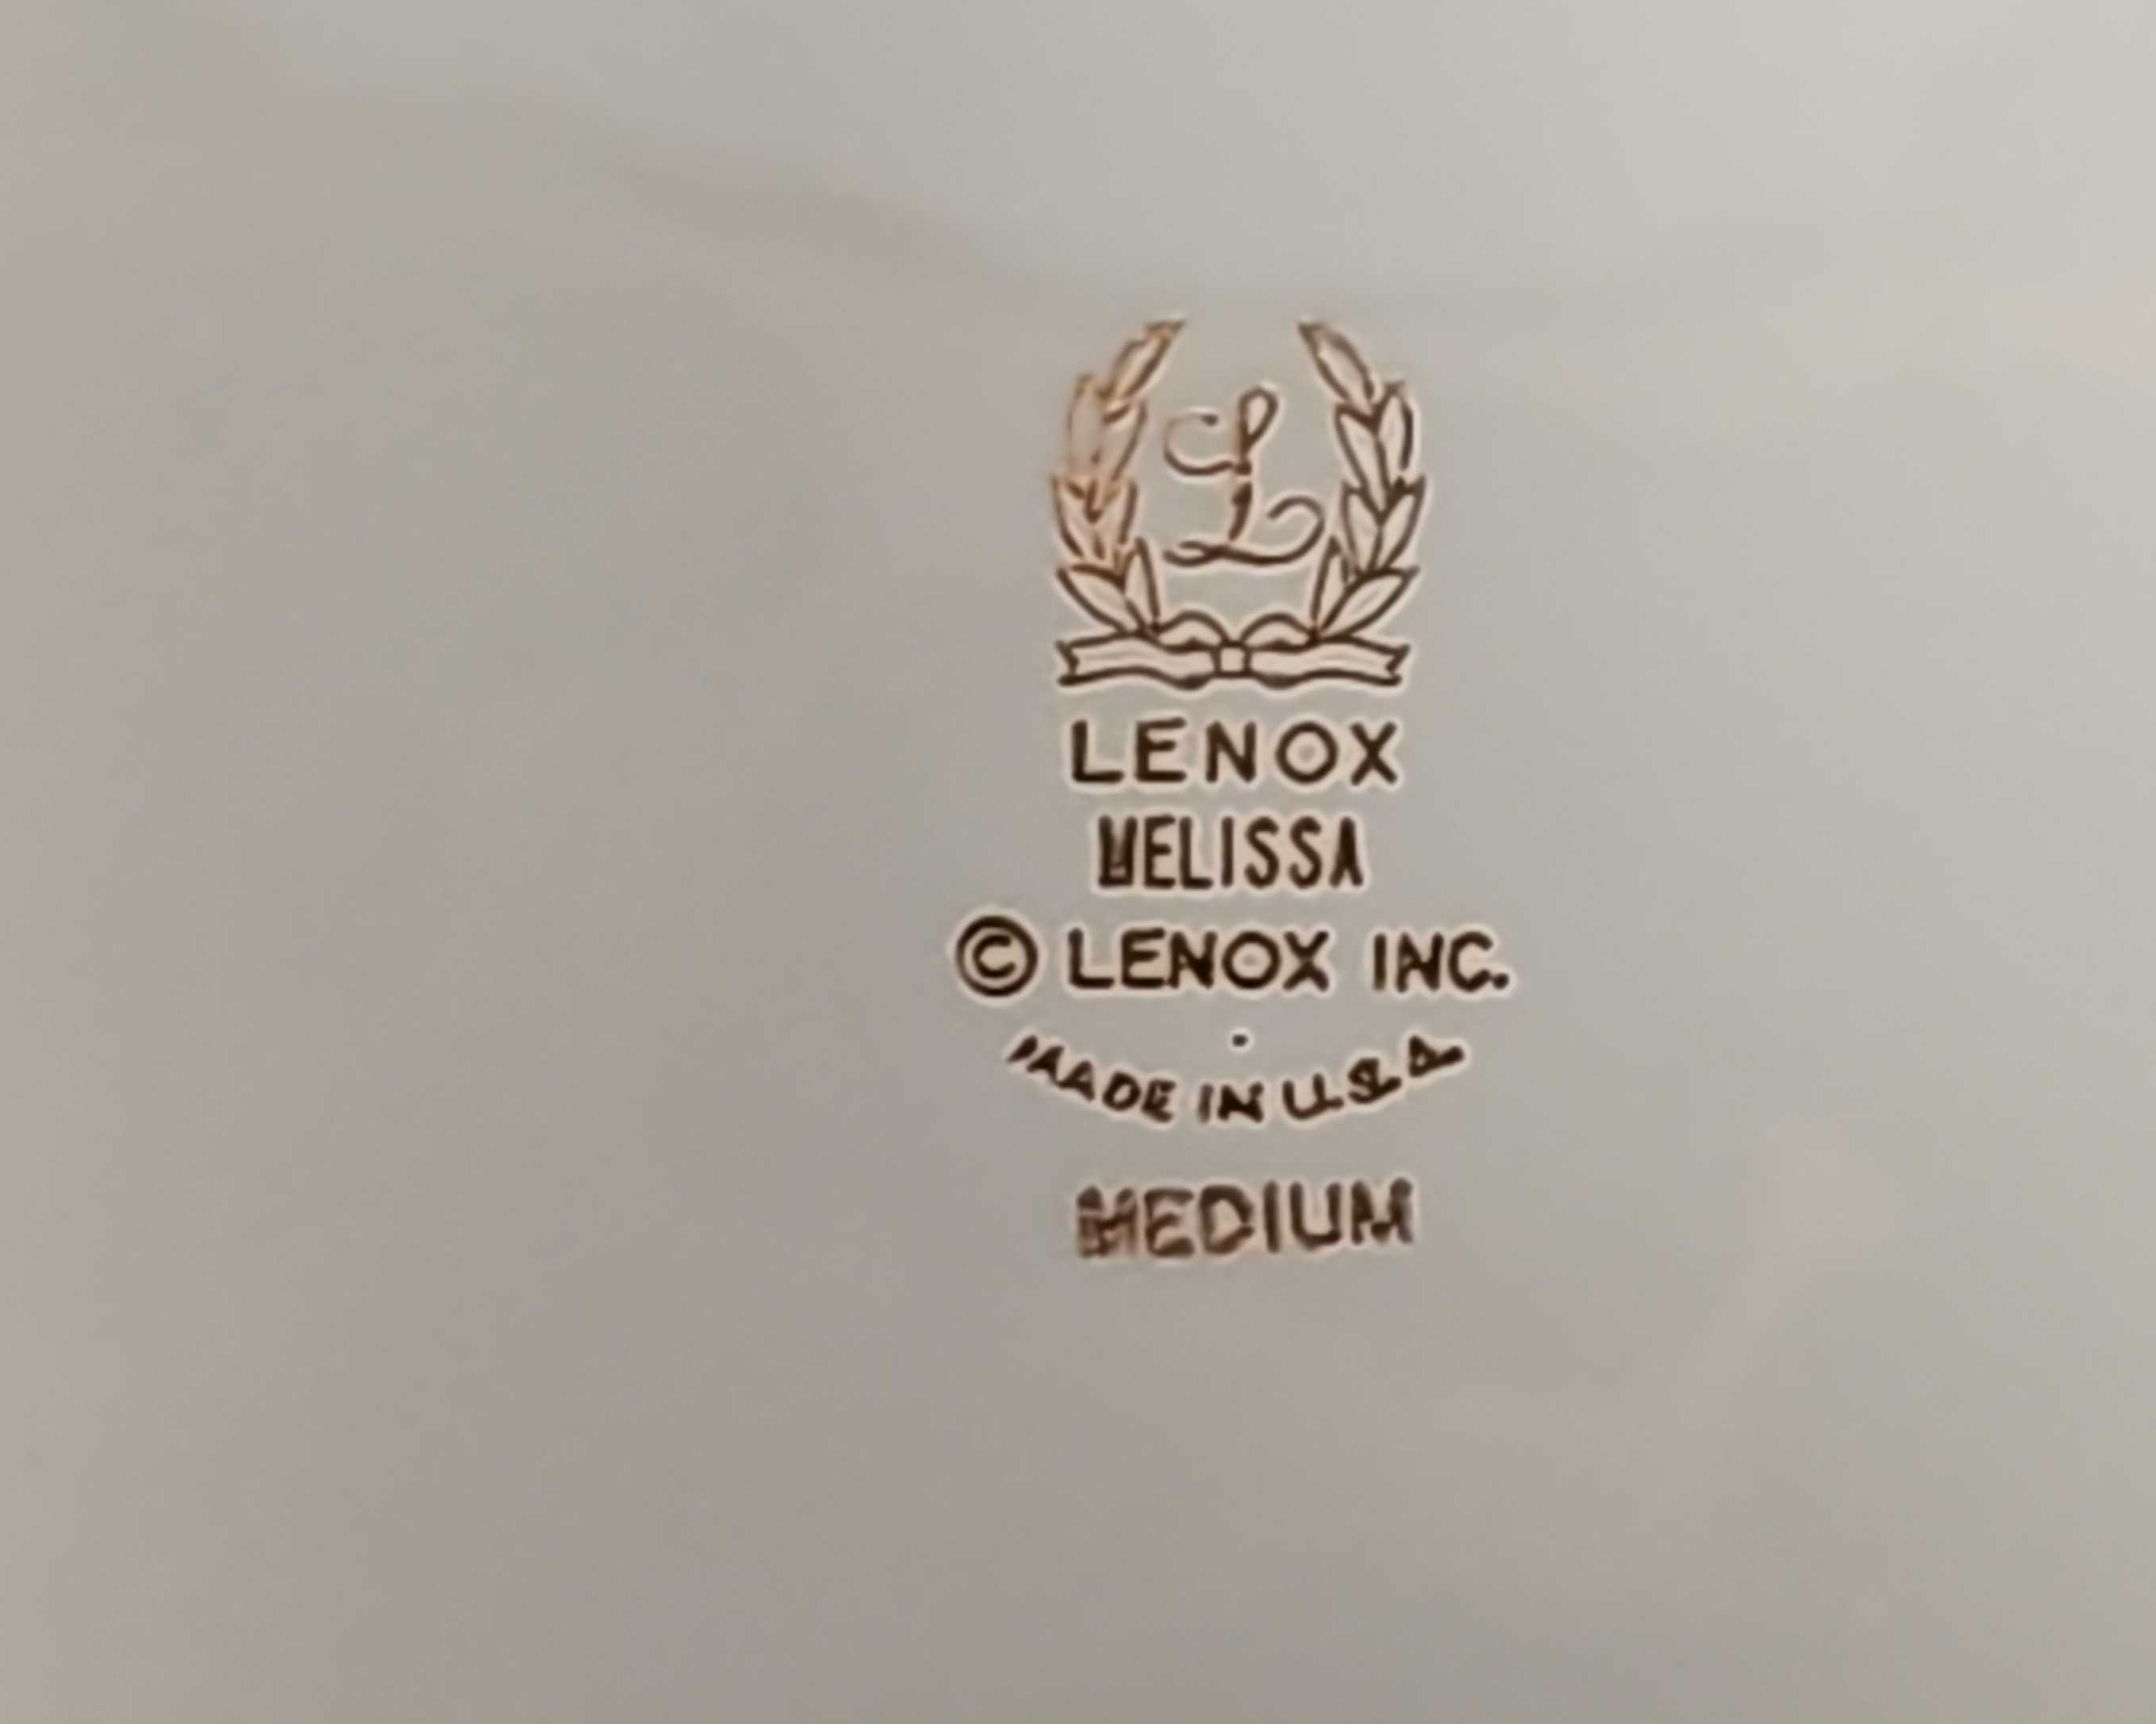 L
LENOX
MELISSA
© LENOX INC.
MADE IN U.S.A
MEDIUM